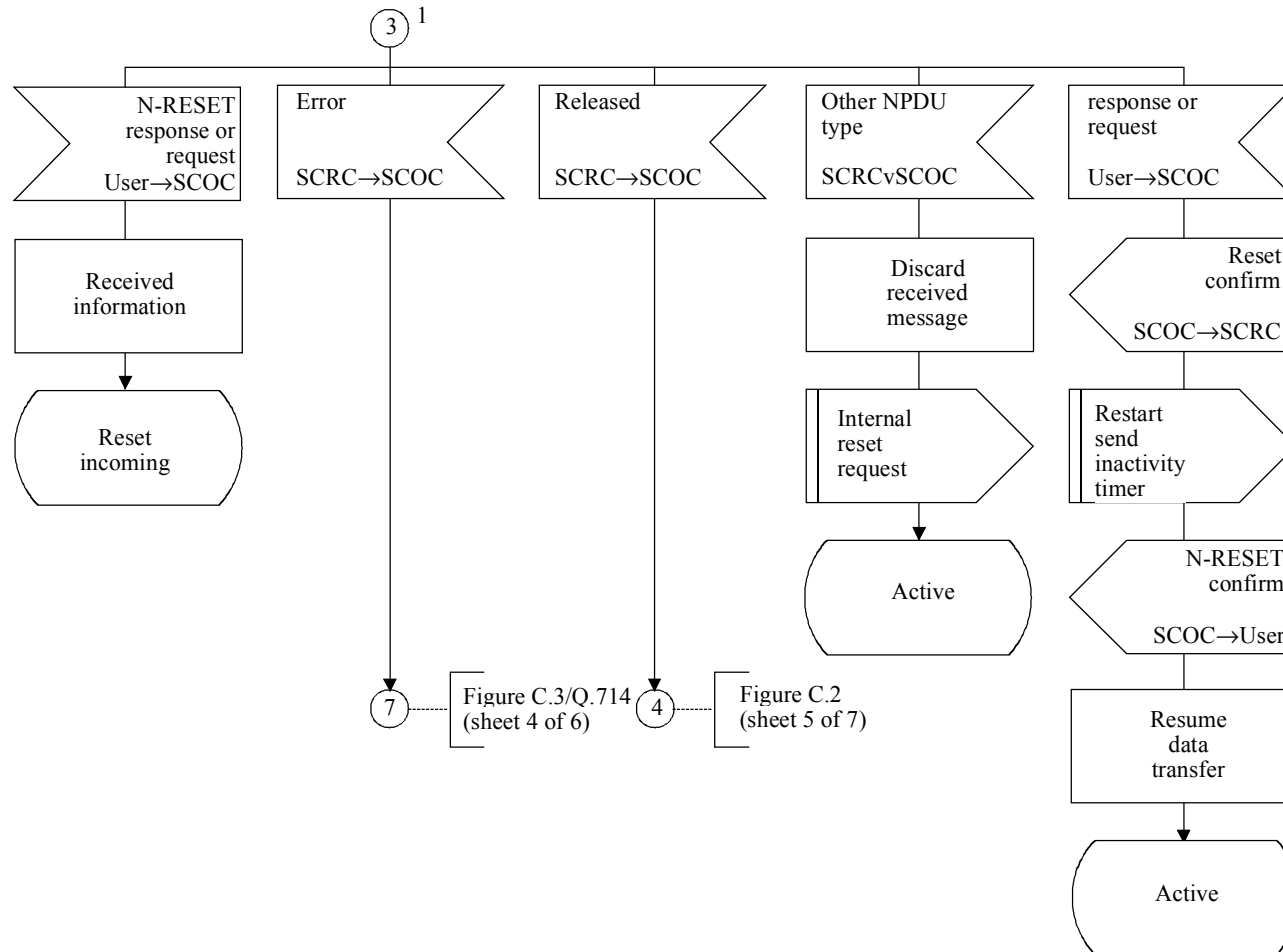 3 1
N-RESET
response or
request
User→SCOC
Error
SCRC→SCOC
Released
SCRC→SCOC
Other NPDU
type
SCRCvSCOC
response or
request
User→SCOC
Received
information
Discard
received
message
Reset
confirm
SCOC→SCRC
Reset
incoming
Internal
reset
request
Restart
send
inactivity
timer
Active
N-RESET
confirm
SCOC→User
7
Figure C.3/Q.714
(sheet 4 of 6)
4
Figure C.2
(sheet 5 of 7)
Resume
data
transfer
Active